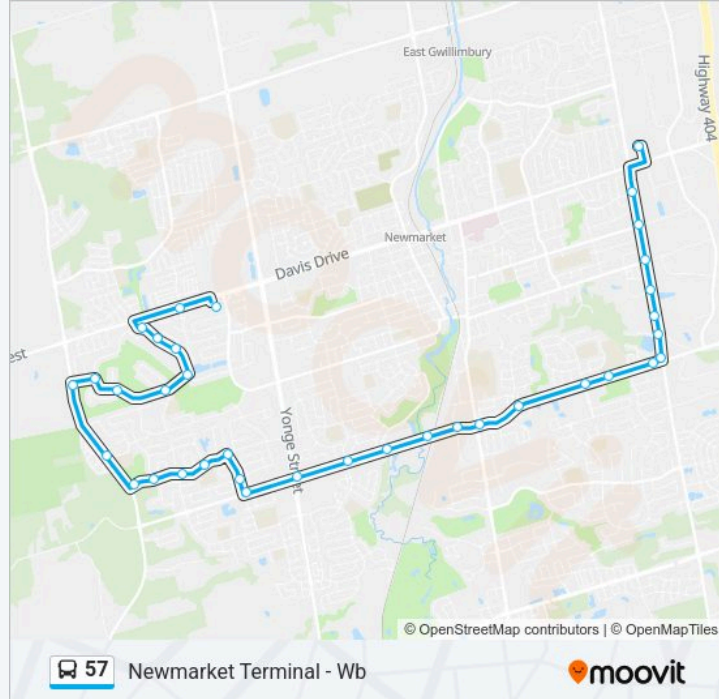 East Gwillimbury
Highway 404
Newmarket
Davis Drive
est
Yonge Street
© OpenStreetMap contributors | © OpenMapTiles
57 Newmarket Terminal - Wb
moovit